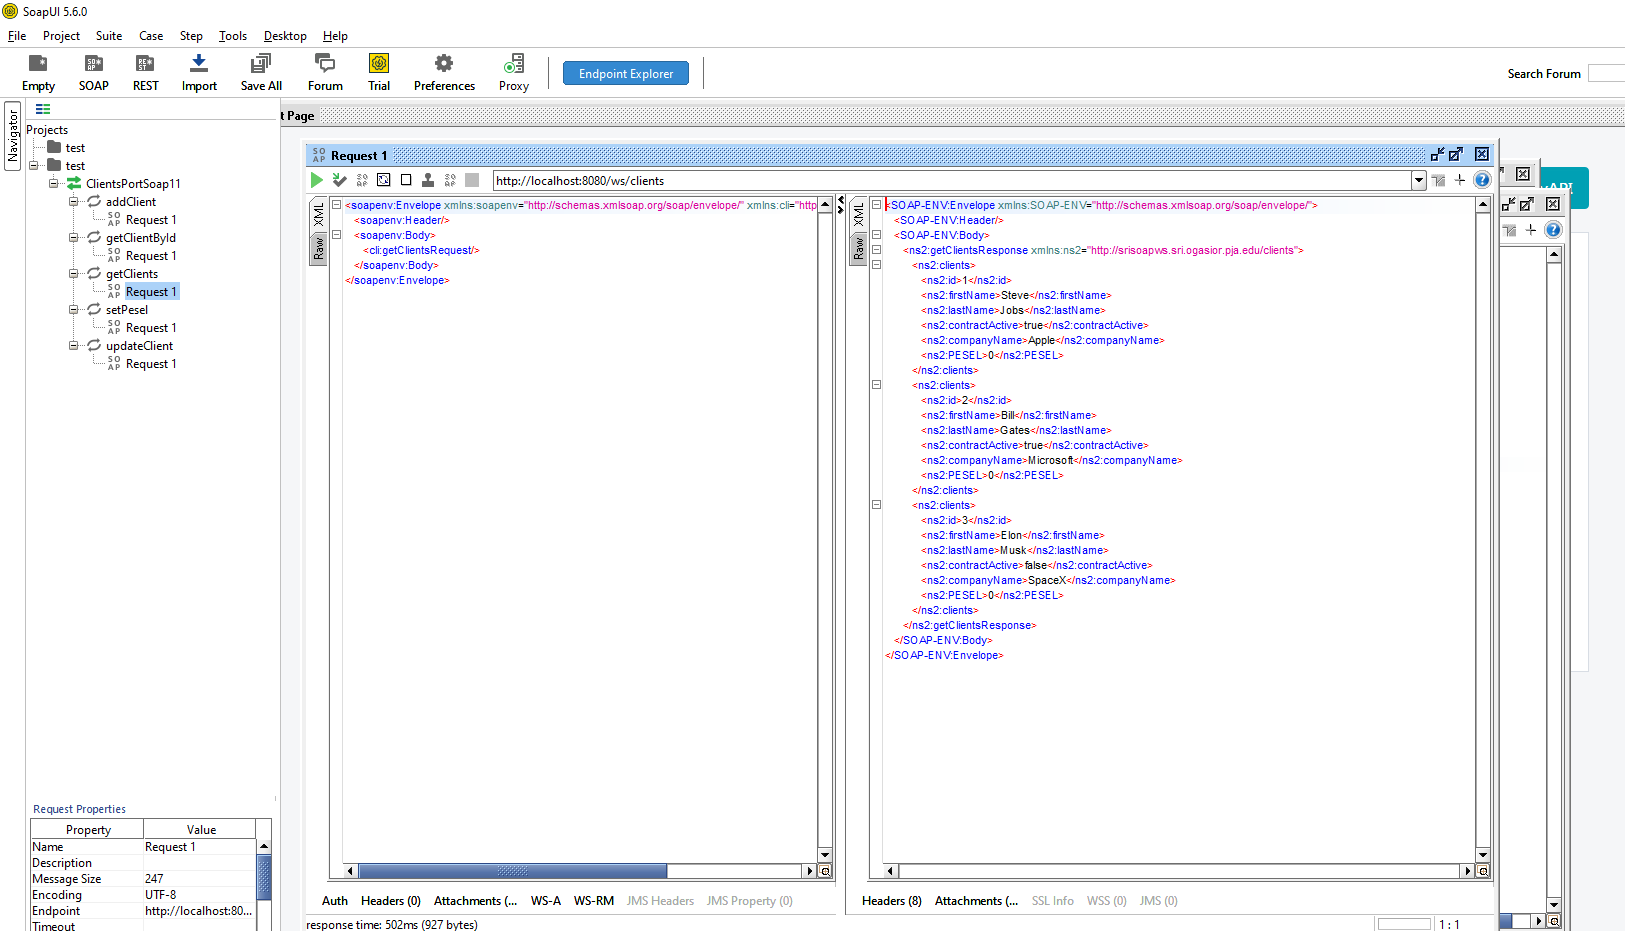 SoapUI 5.6.0
File Project Suite Case Step Tools Desktop Help
Empty SOAP REST Import Save All Forum Trial Preferences Proxy Endpoint Explorer Search Forum
Navigator
t Page
Projects
test
test
ClientsPortSoap11
addClient
Request 1
getClientById
Request 1
getClients
Request 1
setPesel
Request 1
updateClient
Request 1
Request Properties
Property Value
Name Request 1
Description
Message Size 247
Encoding UTF-8
Endpoint http://localhost:80...
Timeout
Request 1
http://localhost:8080/ws/clients
XML
Raw
<soapenv:Envelope xmlns:soapenv="http://schemas.xmlsoap.org/soap/envelope/" xmlns:cli="http
<soapenv:Header/>
<soapenv:Body>
<cli:getClientsRequest/>
</soapenv:Body>
</soapenv:Envelope>
Auth Headers (0) Attachments (... WS-A WS-RM JMS Headers JMS Property (0)
XML
Raw
<SOAP-ENV:Envelope xmlns:SOAP-ENV="http://schemas.xmlsoap.org/soap/envelope/">
<SOAP-ENV:Header/>
<SOAP-ENV:Body>
<ns2:getClientsResponse xmlns:ns2="http://srisoapws.sri.ogasior.pja.edu/clients">
<ns2:clients>
<ns2:id>1</ns2:id>
<ns2:firstName>Steve</ns2:firstName>
<ns2:lastName>Jobs</ns2:lastName>
<ns2:contractActive>true</ns2:contractActive>
<ns2:companyName>Apple</ns2:companyName>
<ns2:PESEL>0</ns2:PESEL>
</ns2:clients>
<ns2:clients>
<ns2:id>2</ns2:id>
<ns2:firstName>Bill</ns2:firstName>
<ns2:lastName>Gates</ns2:lastName>
<ns2:contractActive>true</ns2:contractActive>
<ns2:companyName>Microsoft</ns2:companyName>
<ns2:PESEL>0</ns2:PESEL>
</ns2:clients>
<ns2:clients>
<ns2:id>3</ns2:id>
<ns2:firstName>Elon</ns2:firstName>
<ns2:lastName>Musk</ns2:lastName>
<ns2:contractActive>false</ns2:contractActive>
<ns2:companyName>SpaceX</ns2:companyName>
<ns2:PESEL>0</ns2:PESEL>
</ns2:clients>
</ns2:getClientsResponse>
</SOAP-ENV:Body>
</SOAP-ENV:Envelope>
Headers (8) Attachments (... SSL Info WSS (0) JMS (0)
response time: 502ms (927 bytes)
1 : 1